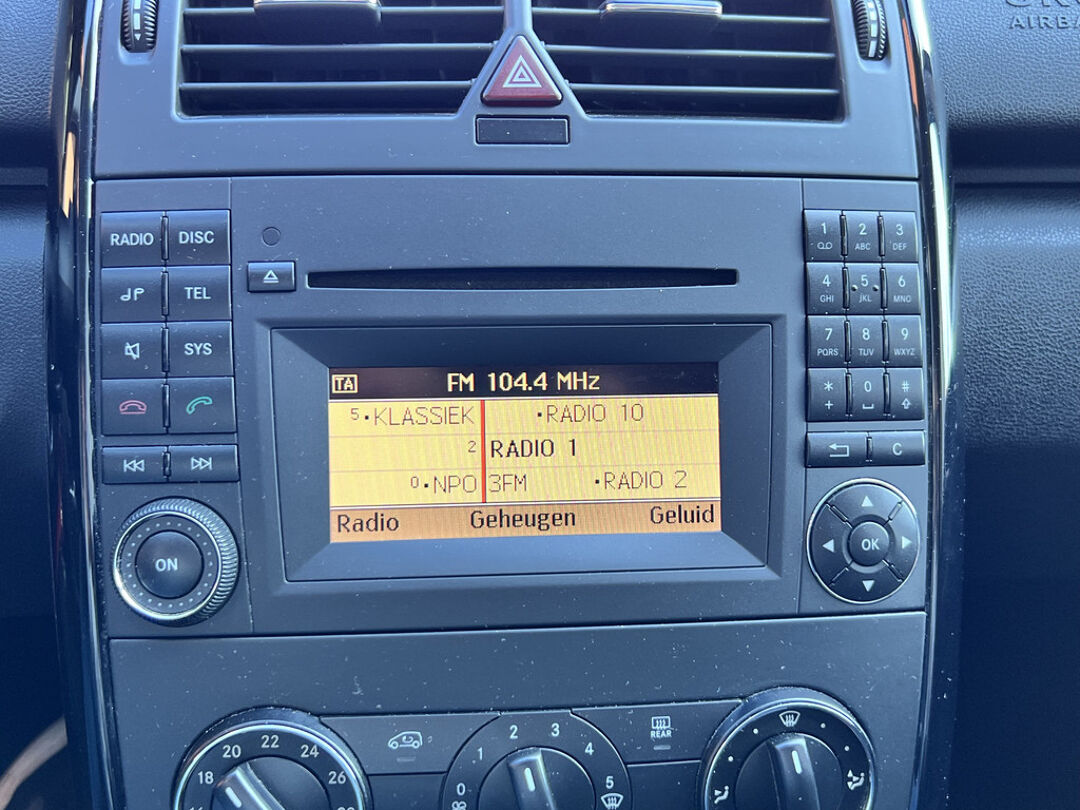 AIRBA
RADIO DISC
TEL
SYS
1 2 ABC 3 DEF
4 GHI 5 JKL 6 MNO
7 PQRS 8 TUV 9 WXYZ
* + 0 #
C
TA FM 104.4 MHz
5·KLASSIEK ·RADIO 10
2 RADIO 1
0·NPO 3FM ·RADIO 2
Radio Geheugen Geluid
ON
OK
18 20 22 24 26
0 1 2 3 4 5
REAR